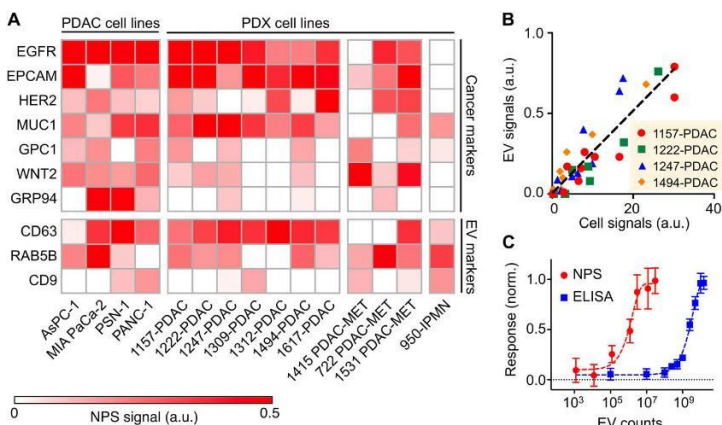 A
PDAC cell lines
PDX cell lines
EGFR
EPCAM
HER2
MUC1
GPC1
WNT2
GRP94
Cancer markers
CD63
RAB5B
CD9
EV markers
AsPC-1
MIA PaCa-2
PSN-1
PANC-1
1157-PDAC
1222-PDAC
1247-PDAC
1309-PDAC
1312-PDAC
1494-PDAC
1617-PDAC
1415 PDAC-MET
722 PDAC-MET
1531 PDAC-MET
950-IPMN
0
0.5
NPS signal (a.u.)
B
EV signals (a.u.)
1.0
0.5
0.0
1157-PDAC
1222-PDAC
1247-PDAC
1494-PDAC
0
20
40
Cell signals (a.u.)
C
Response (norm.)
NPS
ELISA
1.0
0.5
0.0
10³
10⁵
10⁷
10⁹
EV counts